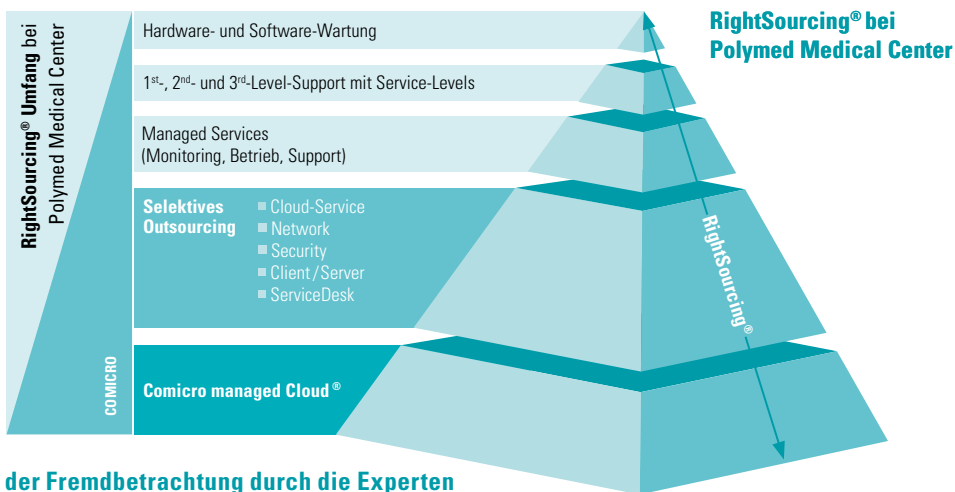 RightSourcing® Umfang bei
Polymed Medical Center
COMICRO
Hardware- und Software-Wartung
1st-, 2nd- und 3rd-Level-Support mit Service-Levels
Managed Services
(Monitoring, Betrieb, Support)
Selektives
Outsourcing
Cloud-Service
Network
Security
Client/Server
ServiceDesk
Comicro managed Cloud®
RightSourcing® bei
Polymed Medical Center
RightSourcing®
der Fremdbetrachtung durch die Experten